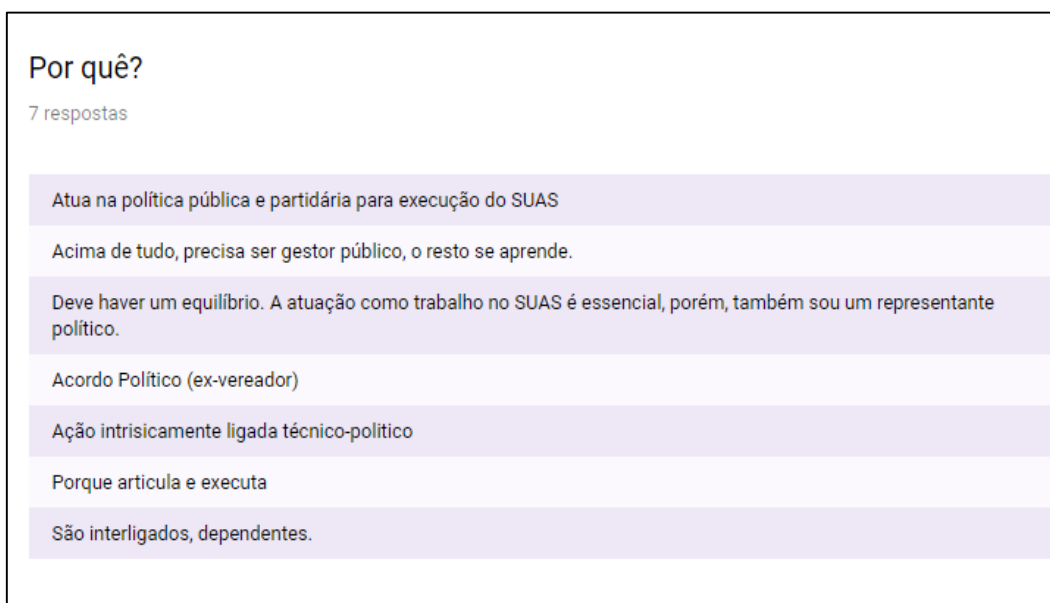 Por quê?
7 respostas
Atua na política pública e partidária para execução do SUAS
Acima de tudo, precisa ser gestor público, o resto se aprende.
Deve haver um equilíbrio. A atuação como trabalho no SUAS é essencial, porém, também sou um representante
político.
Acordo Político (ex-vereador)
Ação intrisicamente ligada técnico-politico
Porque articula e executa
São interligados, dependentes.